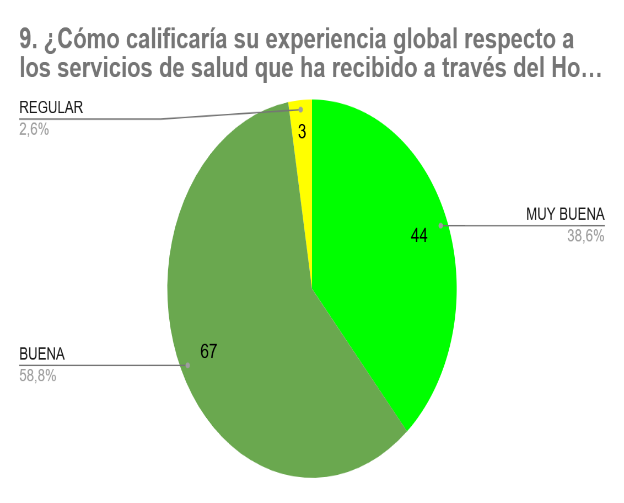 9. ¿Cómo calificaría su experiencia global respecto a
los servicios de salud que ha recibido a través del Ho…
REGULAR
2,6%
3
MUY BUENA
38,6%
44
BUENA
58,8%
67